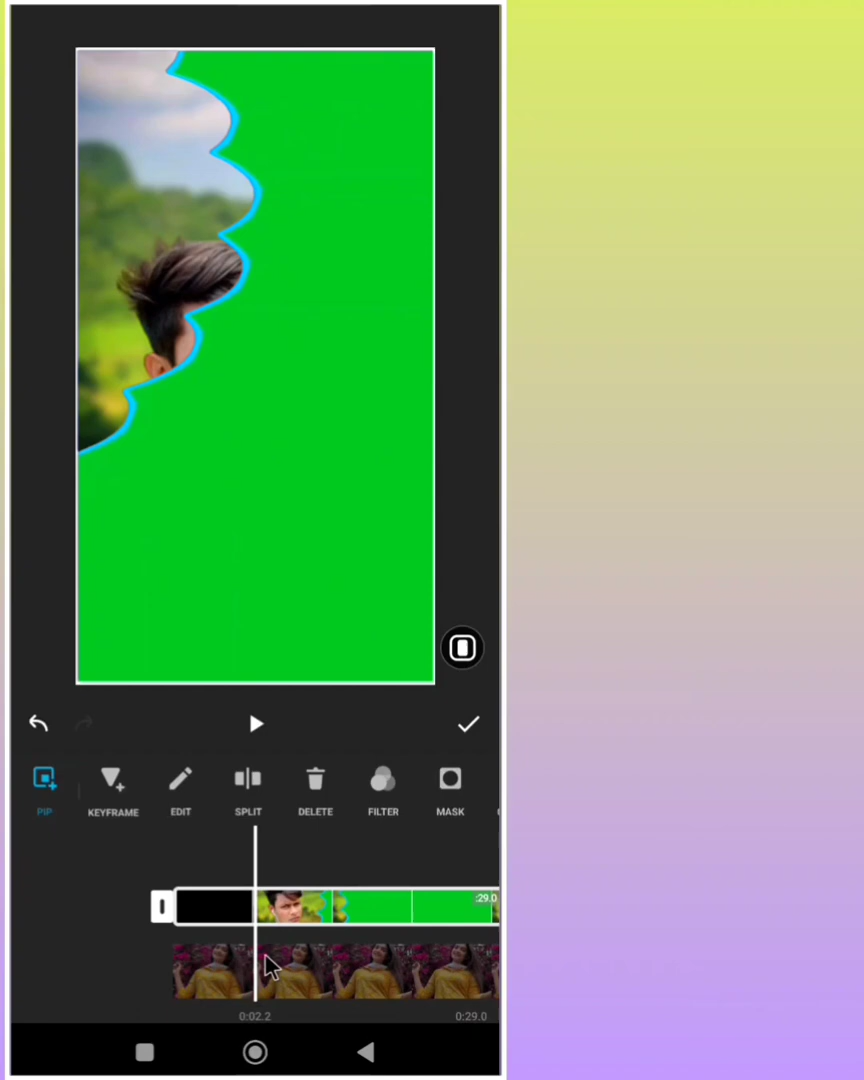 PIP
KEYFRAME
EDIT
SPLIT
DELETE
FILTER
MASK
:29.0
0:02.2
0:29.0